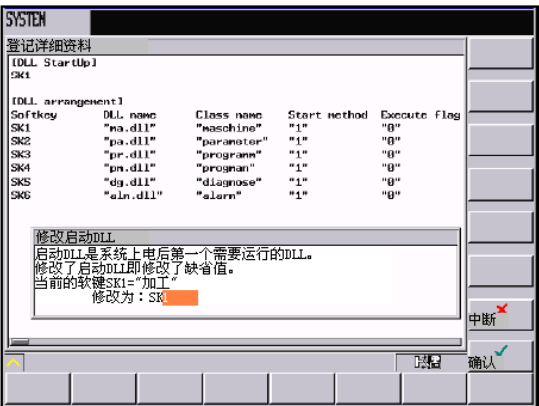 SYSTEM
登记详细资料
[DLL StartUp]
SK1
[DLL arrangement]
Softkey DLL name Class name Start method Execute flag
SK1 "ma.dll" "maschine" "1" "0"
SK2 "pa.dll" "parameter" "1" "0"
SK3 "pr.dll" "programm" "1" "0"
SK4 "pm.dll" "progman" "1" "0"
SK5 "dg.dll" "diagnose" "1" "0"
SK6 "alm.dll" "alarm" "1" "0"
修改启动DLL
启动DLL是系统上电后第一个需要运行的DLL。
修改了启动DLL即修改了缺省值。
当前的软键SK1="加工"
修改为：SK
中断
确认